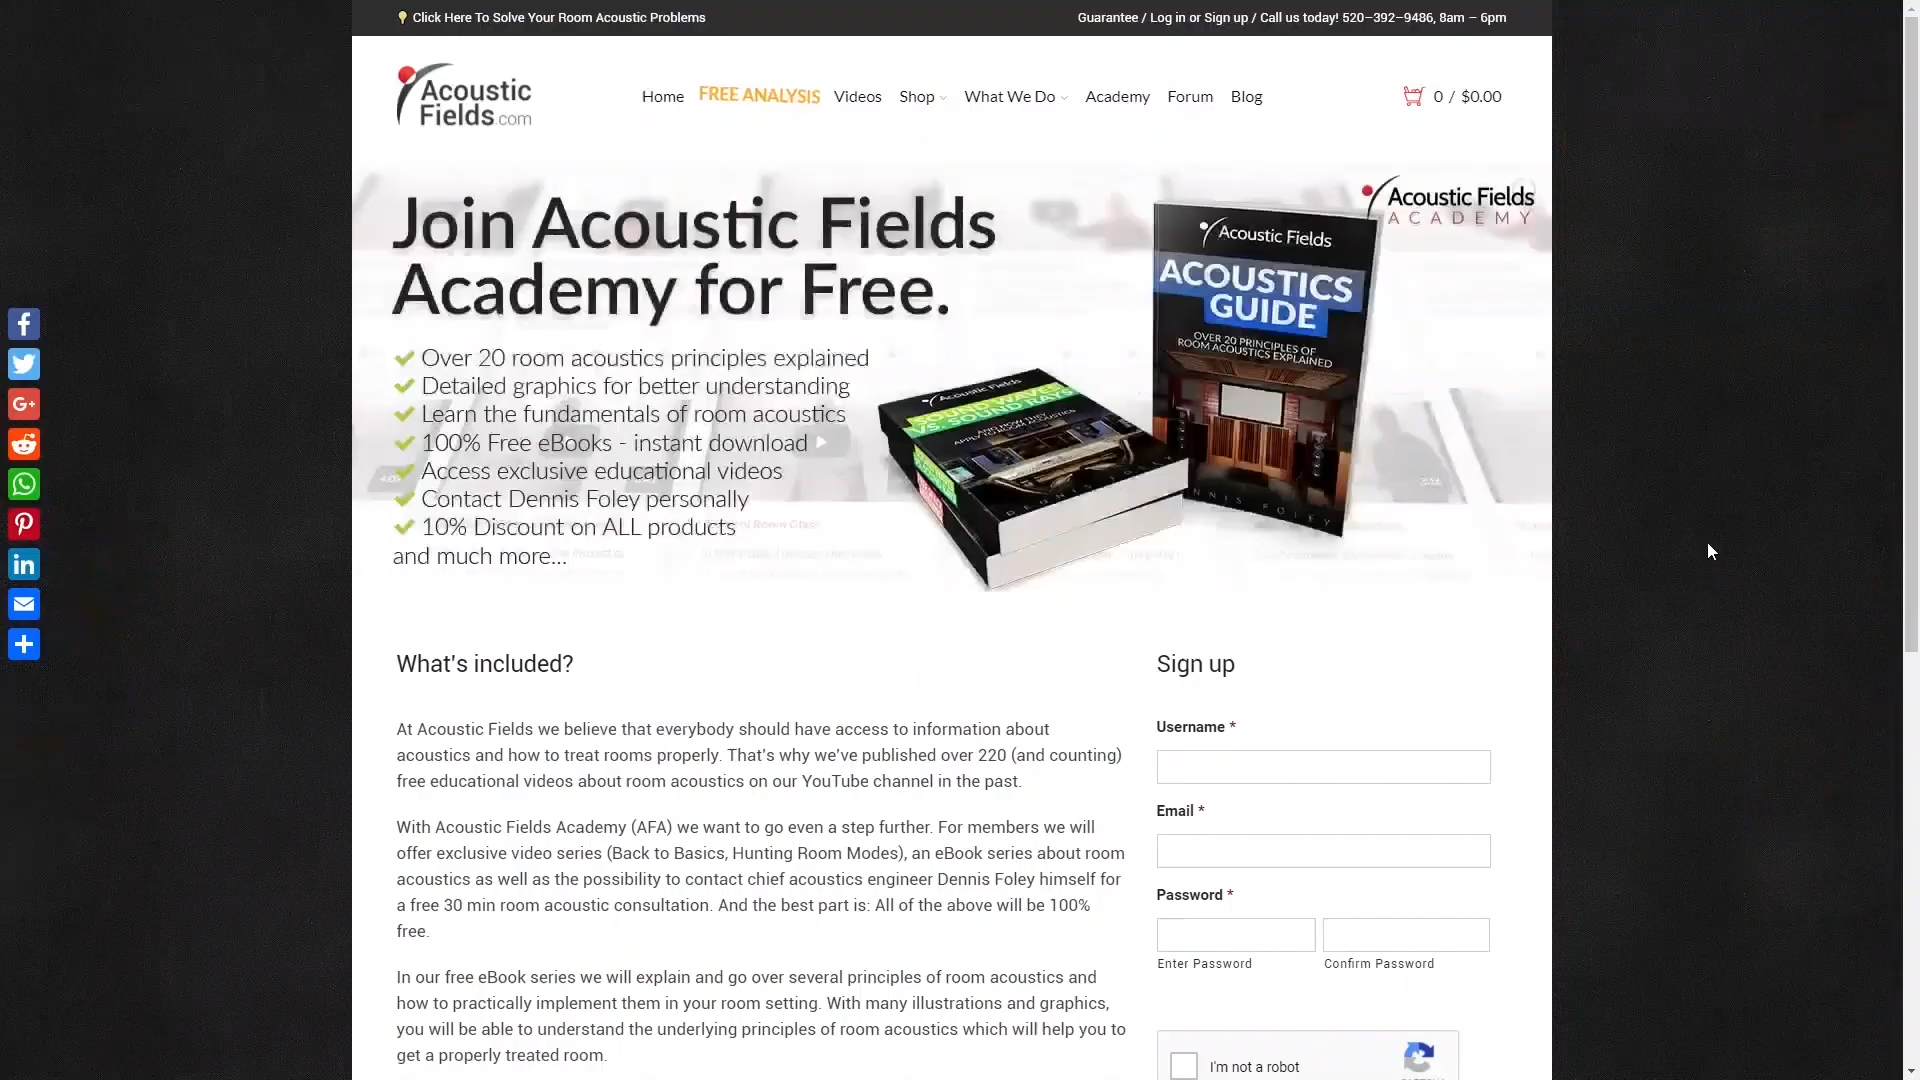 Click Here To Solve Your Room Acoustic Problems
Guarantee / Log in or Sign up / Call us today! 520–392–9486, 8am – 6pm
Acoustic
Fields.com
Home FREE ANALYSIS Videos Shop What We Do Academy Forum Blog
0 / $0.00
Join Acoustic Fields
Academy for Free.
Over 20 room acoustics principles explained
Detailed graphics for better understanding
Learn the fundamentals of room acoustics
100% Free eBooks - instant download
Access exclusive educational videos
Contact Dennis Foley personally
10% Discount on ALL products
and much more...
Acoustic Fields
ACADEMY
Acoustic Fields
ACOUSTICS
GUIDE
OVER 20 PRINCIPLES OF
ROOM ACOUSTICS EXPLAINED
Acoustic Fields
SOUND WAVES
VS. SOUND RAYS
AND HOW THEY
APPLY TO ROOM ACOUSTICS
What's included?
At Acoustic Fields we believe that everybody should have access to information about
acoustics and how to treat rooms properly. That's why we've published over 220 (and counting)
free educational videos about room acoustics on our YouTube channel in the past.
With Acoustic Fields Academy (AFA) we want to go even a step further. For members we will
offer exclusive video series (Back to Basics, Hunting Room Modes), an eBook series about room
acoustics as well as the possibility to contact chief acoustics engineer Dennis Foley himself for
a free 30 min room acoustic consultation. And the best part is: All of the above will be 100%
free.
In our free eBook series we will explain and go over several principles of room acoustics and
how to practically implement them in your room setting. With many illustrations and graphics,
you will be able to understand the underlying principles of room acoustics which will help you to
get a properly treated room.
Sign up
Username *
Email *
Password *
Enter Password Confirm Password
I'm not a robot